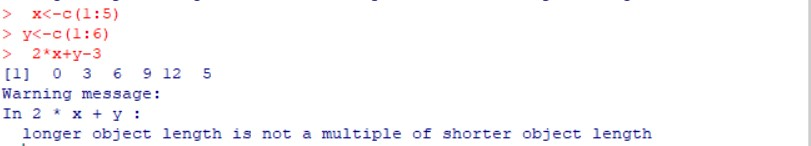 >  x<-c(1:5)
> y<-c(1:6)
>  2*x+y-3
[1]  0  3  6  9 12  5
Warning message:
In 2 * x + y :
  longer object length is not a multiple of shorter object length